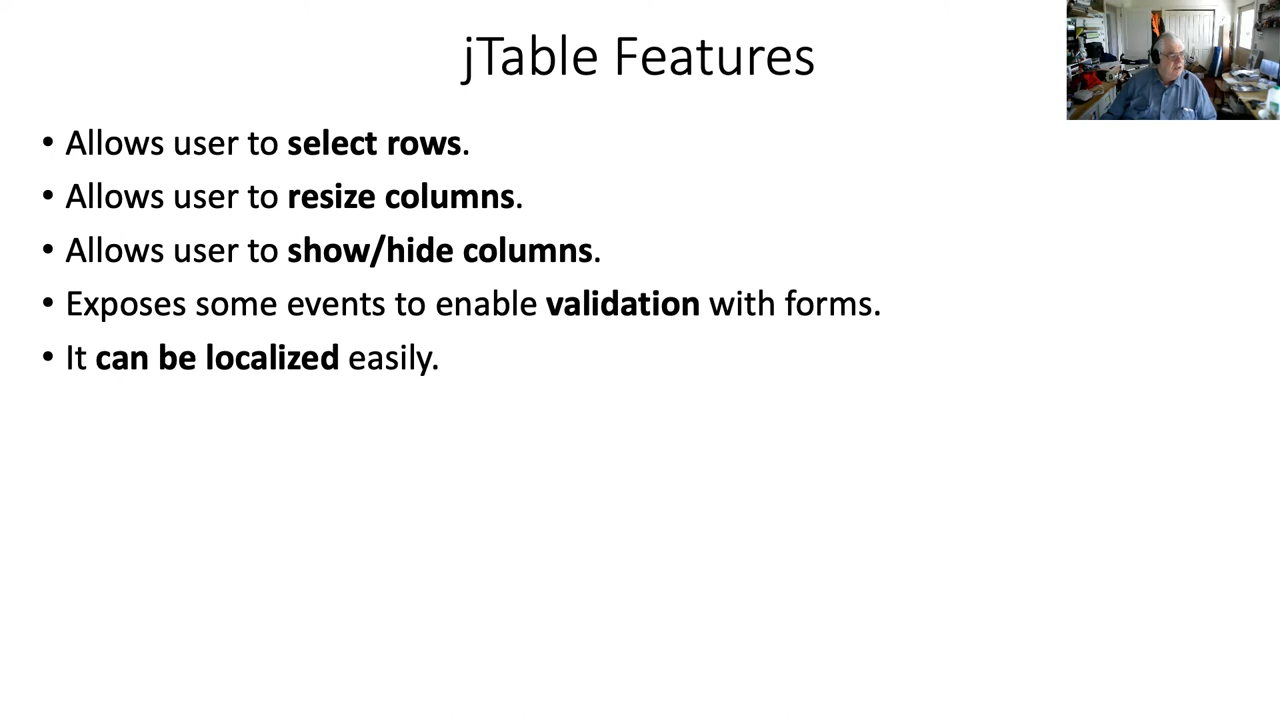 jTable Features
• Allows user to select rows.
• Allows user to resize columns.
• Allows user to show/hide columns.
• Exposes some events to enable validation with forms.
• It can be localized easily.